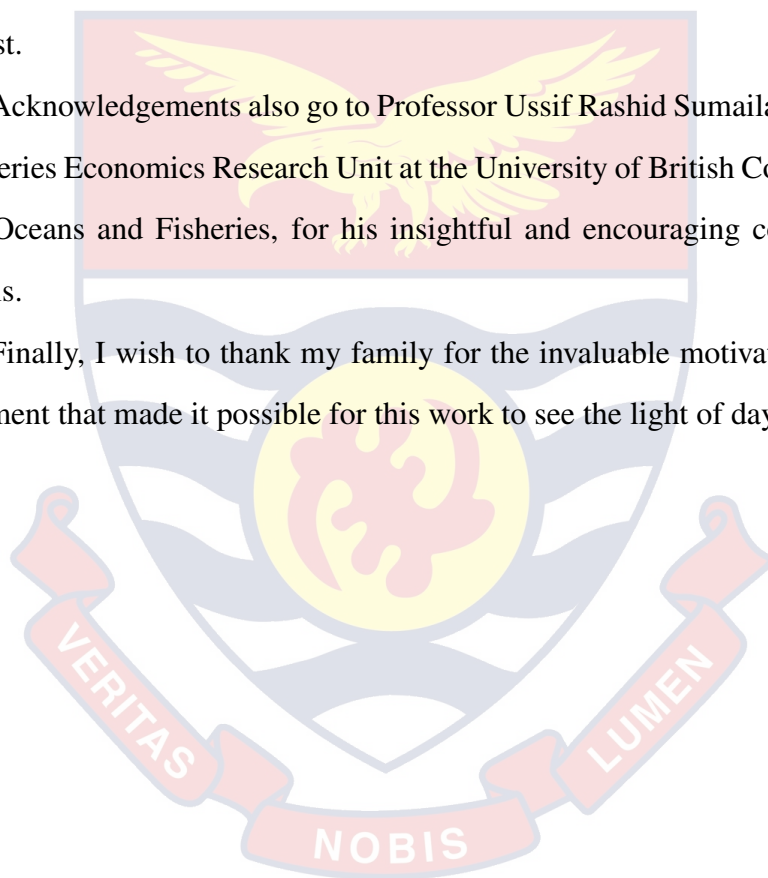 st.
Acknowledgements also go to Professor Ussif Rashid Sumaila
eries Economics Research Unit at the University of British Co
Oceans and Fisheries, for his insightful and encouraging co
s.
Finally, I wish to thank my family for the invaluable motiva
ment that made it possible for this work to see the light of day
VERITAS
NOBIS
LUMEN